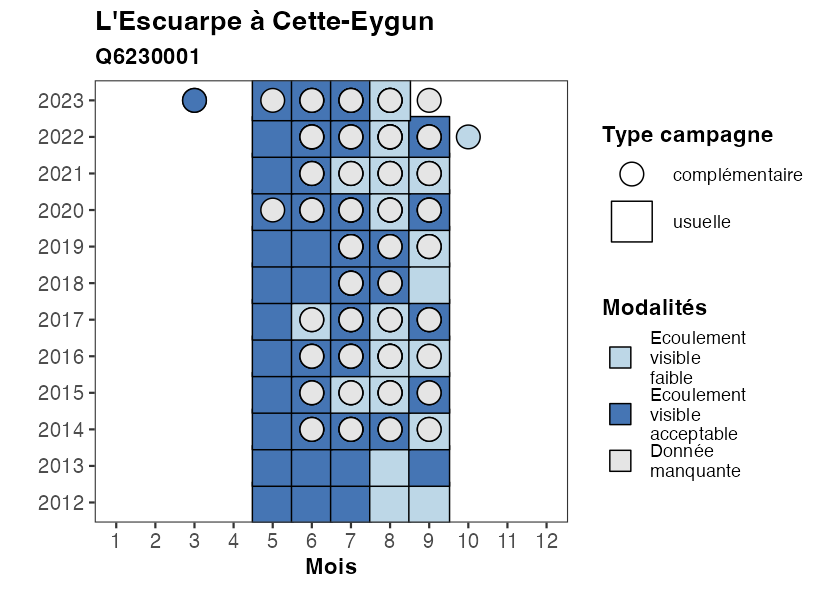 L'Escuarpe à Cette-Eygun
Q6230001
2023
2022
2021
2020
2019
2018
2017
2016
2015
2014
2013
2012
1 2 3 4 5 6 7 8 9 10 11 12
Mois
Type campagne
complémentaire
usuelle
Modalités
Ecoulement
visible
faible
Ecoulement
visible
acceptable
Donnée
manquante